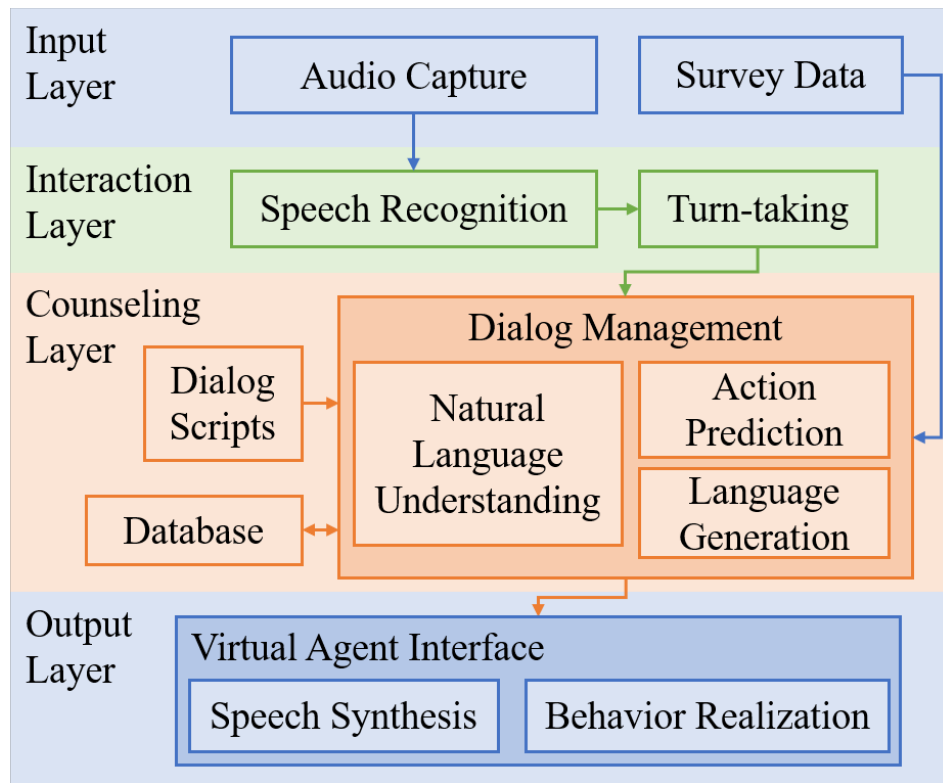 Input
Layer
Audio Capture
Survey Data
Interaction
Layer
Speech Recognition
Turn-taking
Counseling
Layer
Dialog Management
Dialog
Scripts
Natural
Language
Understanding
Action
Prediction
Language
Generation
Database
Output
Layer
Virtual Agent Interface
Speech Synthesis
Behavior Realization